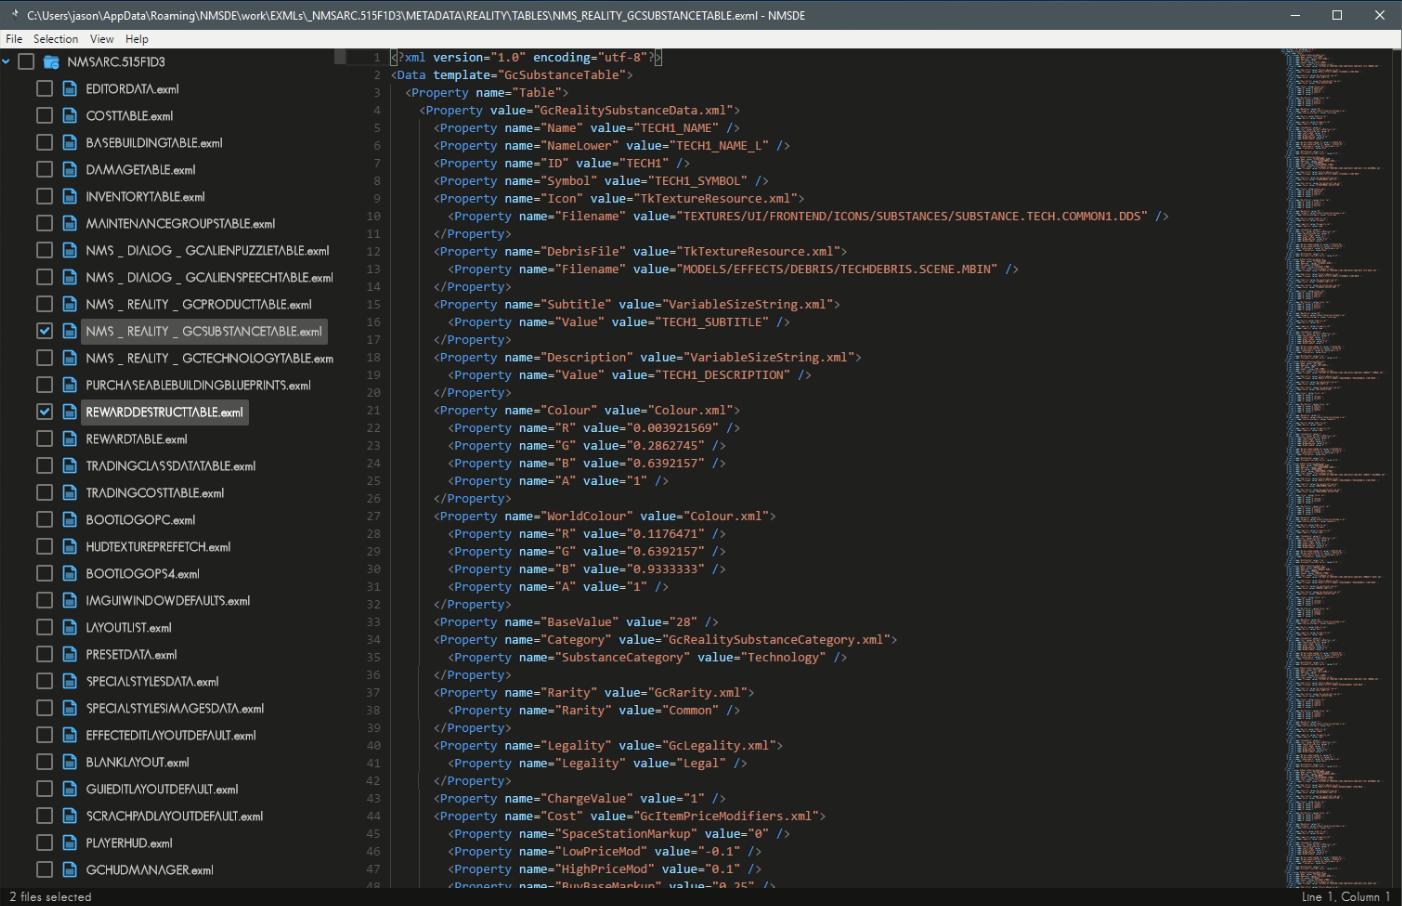 C:\Users\jason\AppData\Roaming\NMSDE\work\EXMLs\_NMSARC.515F1D3\METADATA\REALITY\TABLES\NMS_REALITY_GCSUBSTANCETABLE.exml - NMSDE
File Selection View Help
NMSARC.515F1D3
EDITORDATA.exml
COSTTABLE.exml
BASEBUILDINGTABLE.exml
DAMAGETABLE.exml
INVENTORYTABLE.exml
MAINTENANCEGROUPSTABLE.exml
NMS _ DIALOG _ GCALIENPUZZLETABLE.exml
NMS _ DIALOG _ GCALIENSPEECHTABLE.exml
NMS _ REALITY _ GCPRODUCTTABLE.exml
NMS _ REALITY _ GCSUBSTANCETABLE.exml
NMS _ REALITY _ GCTECHNOLOGYTABLE.exm
PURCHASEABLEBUILDINGBLUEPRINTS.exml
REWARDDESTRUCTTABLE.exml
REWARDTABLE.exml
TRADINGCLASSDATATABLE.exml
TRADINGCOSTTABLE.exml
BOOTLOGOPC.exml
HUDTEXTUREPREFETCH.exml
BOOTLOGOPS4.exml
IMGUIWINDOWDEFAULTS.exml
LAYOUTLIST.exml
PRESETDATA.exml
SPECIALSTYLESDATA.exml
SPECIALSTYLESIMAGESDATA.exml
EFFECTEDITLAYOUTDEFAULT.exml
BLANKLAYOUT.exml
GUIEDITLAYOUTDEFAULT.exml
SCRACHPADLAYOUTDEFAULT.exml
PLAYERHUD.exml
GCHUDMANAGER.exml
1 <?xml version="1.0" encoding="utf-8"?>
2 <Data template="GcSubstanceTable">
3 <Property name="Table">
4 <Property value="GcRealitySubstanceData.xml">
5 <Property name="Name" value="TECH1_NAME" />
6 <Property name="NameLower" value="TECH1_NAME_L" />
7 <Property name="ID" value="TECH1" />
8 <Property name="Symbol" value="TECH1_SYMBOL" />
9 <Property name="Icon" value="TkTextureResource.xml">
10 <Property name="Filename" value="TEXTURES/UI/FRONTEND/ICONS/SUBSTANCES/SUBSTANCE.TECH.COMMON1.DDS" />
11 </Property>
12 <Property name="DebrisFile" value="TkTextureResource.xml">
13 <Property name="Filename" value="MODELS/EFFECTS/DEBRIS/TECHDEBRIS.SCENE.MBIN" />
14 </Property>
15 <Property name="Subtitle" value="VariableSizeString.xml">
16 <Property name="Value" value="TECH1_SUBTITLE" />
17 </Property>
18 <Property name="Description" value="VariableSizeString.xml">
19 <Property name="Value" value="TECH1_DESCRIPTION" />
20 </Property>
21 <Property name="Colour" value="Colour.xml">
22 <Property name="R" value="0.003921569" />
23 <Property name="G" value="0.2862745" />
24 <Property name="B" value="0.6392157" />
25 <Property name="A" value="1" />
26 </Property>
27 <Property name="WorldColour" value="Colour.xml">
28 <Property name="R" value="0.1176471" />
29 <Property name="G" value="0.6392157" />
30 <Property name="B" value="0.9333333" />
31 <Property name="A" value="1" />
32 </Property>
33 <Property name="BaseValue" value="28" />
34 <Property name="Category" value="GcRealitySubstanceCategory.xml">
35 <Property name="SubstanceCategory" value="Technology" />
36 </Property>
37 <Property name="Rarity" value="GcRarity.xml">
38 <Property name="Rarity" value="Common" />
39 </Property>
40 <Property name="Legality" value="GcLegality.xml">
41 <Property name="Legality" value="Legal" />
42 </Property>
43 <Property name="ChargeValue" value="1" />
44 <Property name="Cost" value="GcItemPriceModifiers.xml">
45 <Property name="SpaceStationMarkup" value="0" />
46 <Property name="LowPriceMod" value="-0.1" />
47 <Property name="HighPriceMod" value="0.1" />
48 <Property name="BuyBaseMarkup" value="0.25" />
2 files selected
Line 1, Column 1